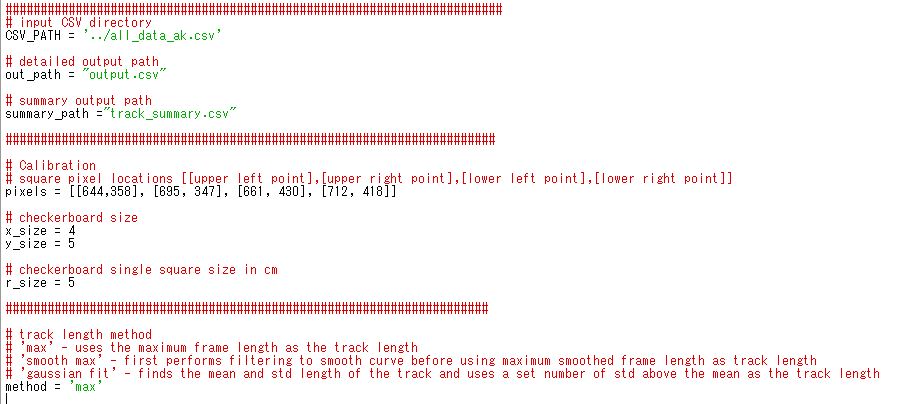 #######################################################################
# input CSV directory
CSV_PATH = '../all_data_ak.csv'
# detailed output path
out_path = "output.csv"
# summary output path
summary_path ="track_summary.csv"
######################################################################
# Calibration
# square pixel locations [[upper left point],[upper right point],[lower left point],[lower right point]]
pixels = [[644,358], [695, 347], [661, 430], [712, 418]]
# checkerboard size
x_size = 4
y_size = 5
# checkerboard single square size in cm
r_size = 5
#####################################################################
# track length method
# 'max' - uses the maximum frame length as the track length
# 'smooth max' - first performs filtering to smooth curve before using maximum smoothed frame length as track length
# 'gaussian fit' - finds the mean and std length of the track and uses a set number of std above the mean as the track length
method = 'max'